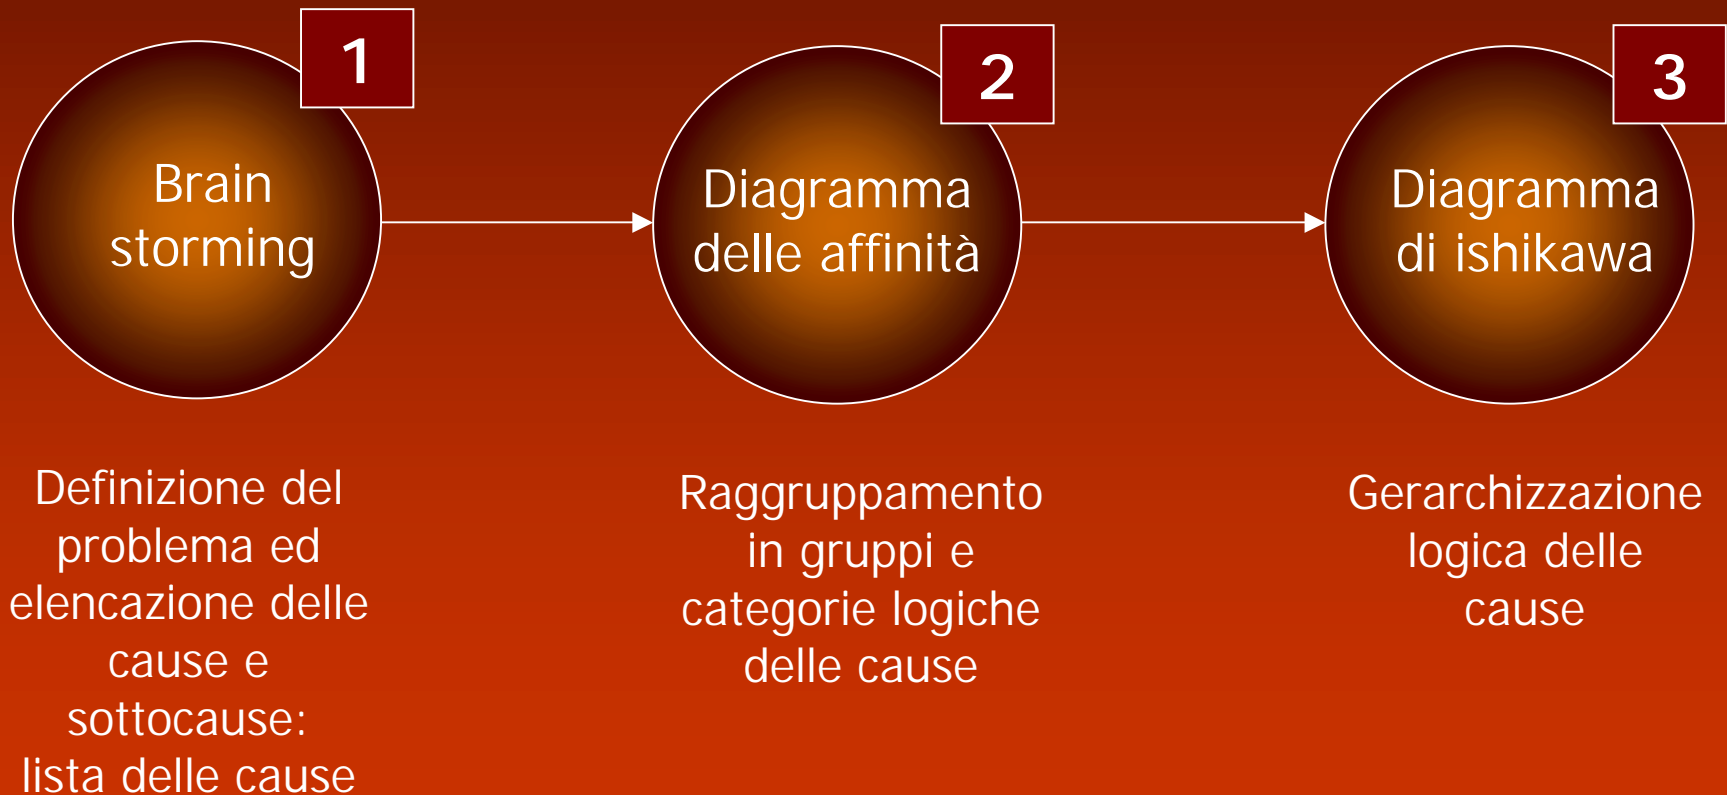 1
Brain
storming
Definizione del
problema ed
elencazione delle
cause e
sottocause:
lista delle cause
2
Diagramma
delle affinità
Raggruppamento
in gruppi e
categorie logiche
delle cause
3
Diagramma
di ishikawa
Gerarchizzazione
logica delle
cause